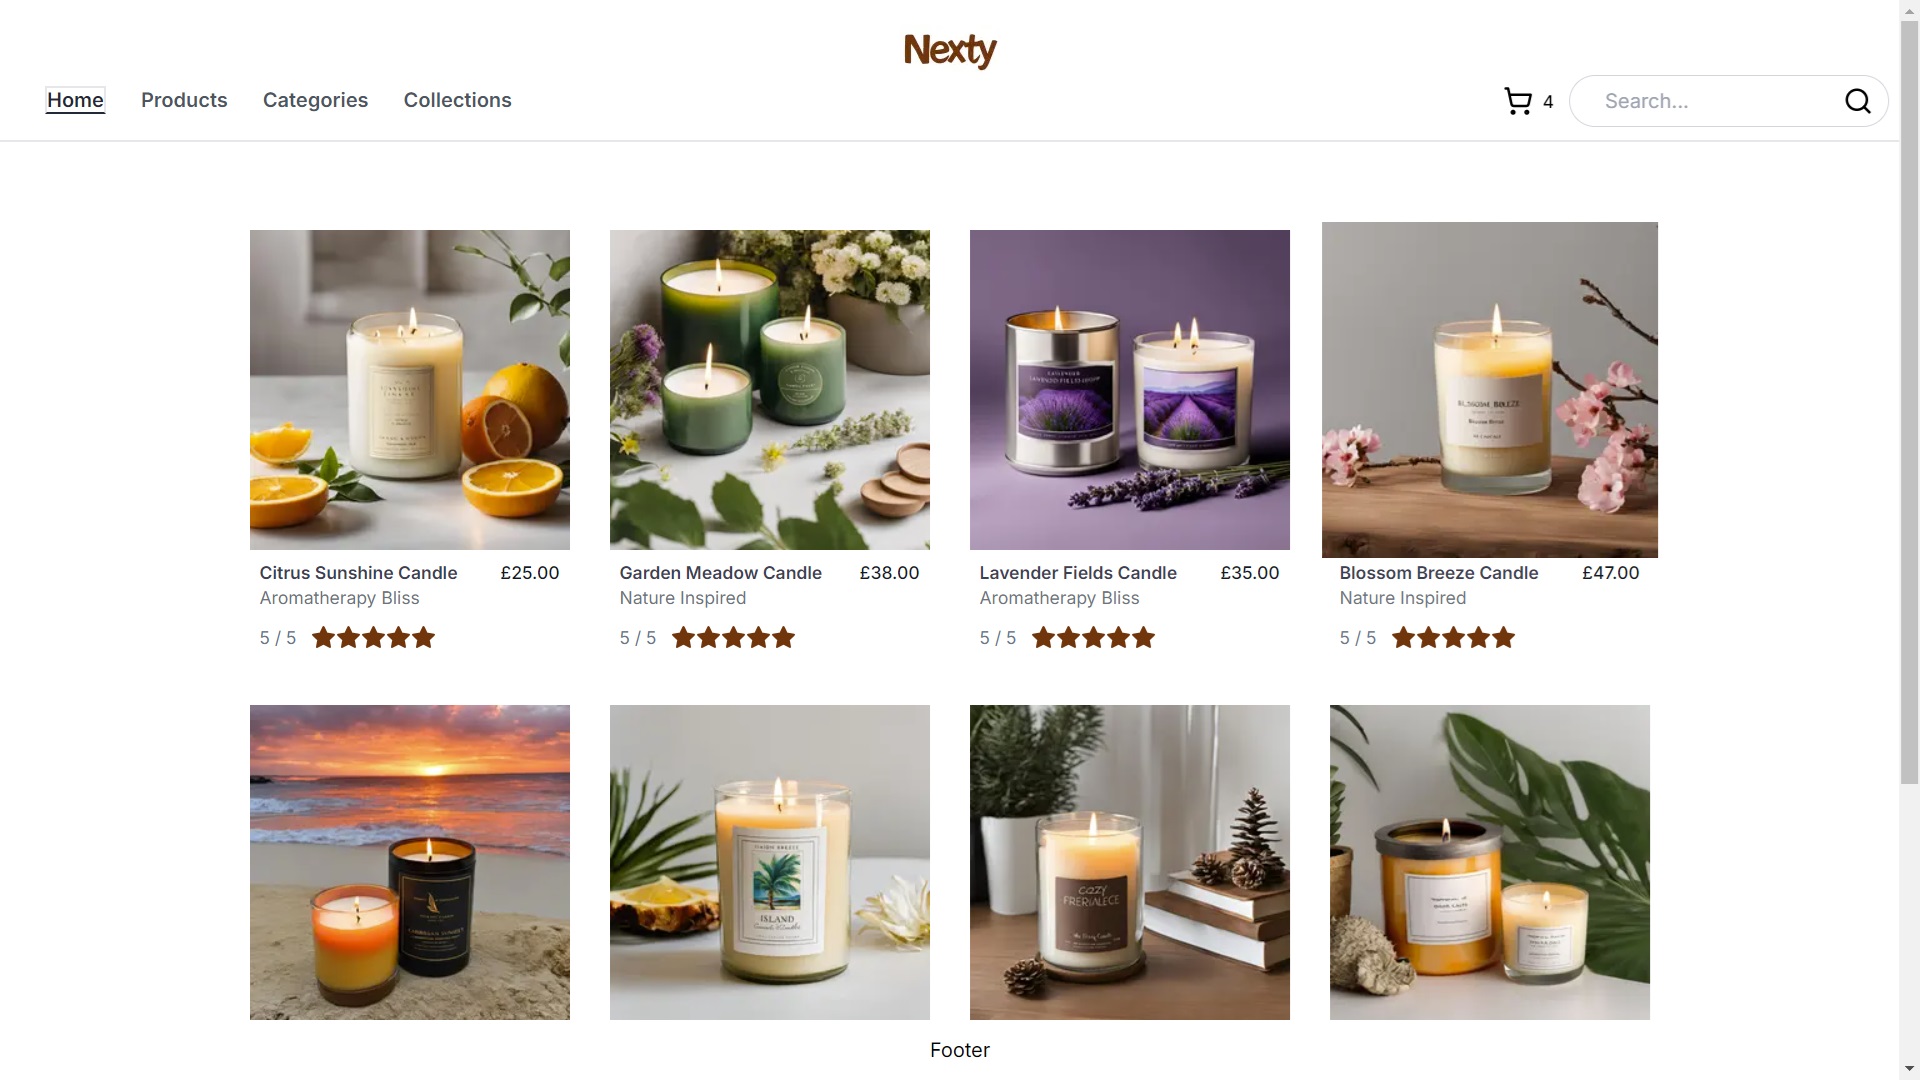 Nexty
Home
Products
Categories
Collections
4
Search...
Citrus Sunshine Candle £25.00
Aromatherapy Bliss
5 / 5
Garden Meadow Candle £38.00
Nature Inspired
5 / 5
Lavender Fields Candle £35.00
Aromatherapy Bliss
5 / 5
BLOSSOM BREEZE
Blossom Breeze Candle £47.00
Nature Inspired
5 / 5
ISLAND
COZY
Footer